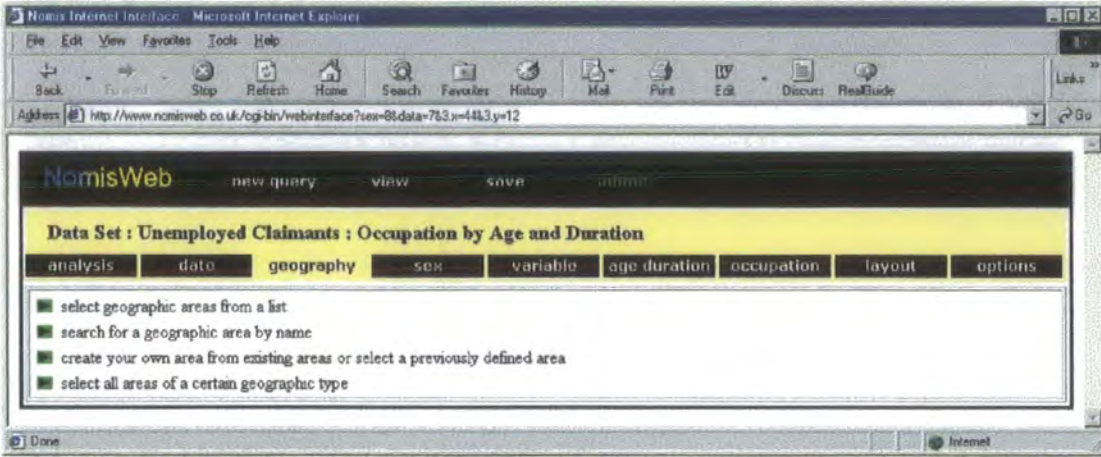 Nomis Internet Interface - Microsoft Internet Explorer
File Edit View Favorites Tools Help
Back Forward Stop Refresh Home Search Favorites History Mail Print Edit Discuss RealGuide Links
Address http://www.nomisweb.co.uk/cgi-bin/webinterface?sex=8&data=7&3.x=44&3.y=12 Go
NomisWeb new query view save submit
Data Set : Unemployed Claimants : Occupation by Age and Duration
analysis date geography sex variable age duration occupation layout options
select geographic areas from a list
search for a geographic area by name
create your own area from existing areas or select a previously defined area
select all areas of a certain geographic type
Done Internet